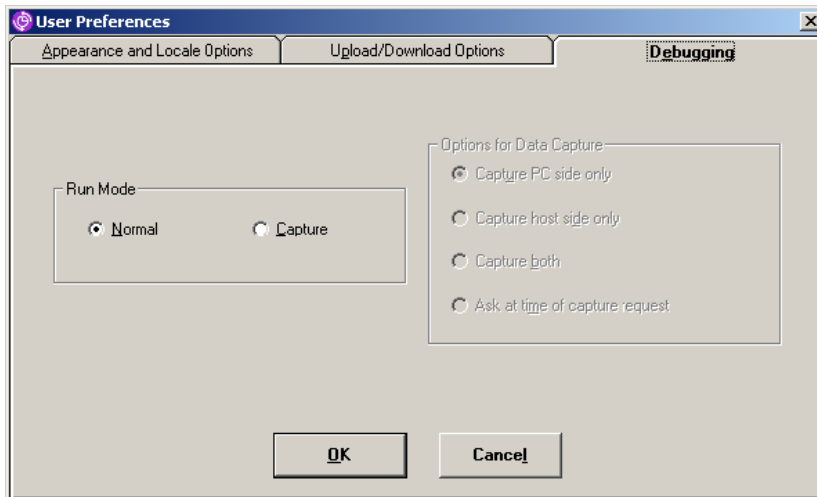 User Preferences
Appearance and Locale Options
Upload/Download Options
Debugging
Run Mode
Normal
Capture
Options for Data Capture
Capture PC side only
Capture host side only
Capture both
Ask at time of capture request
OK
Cancel